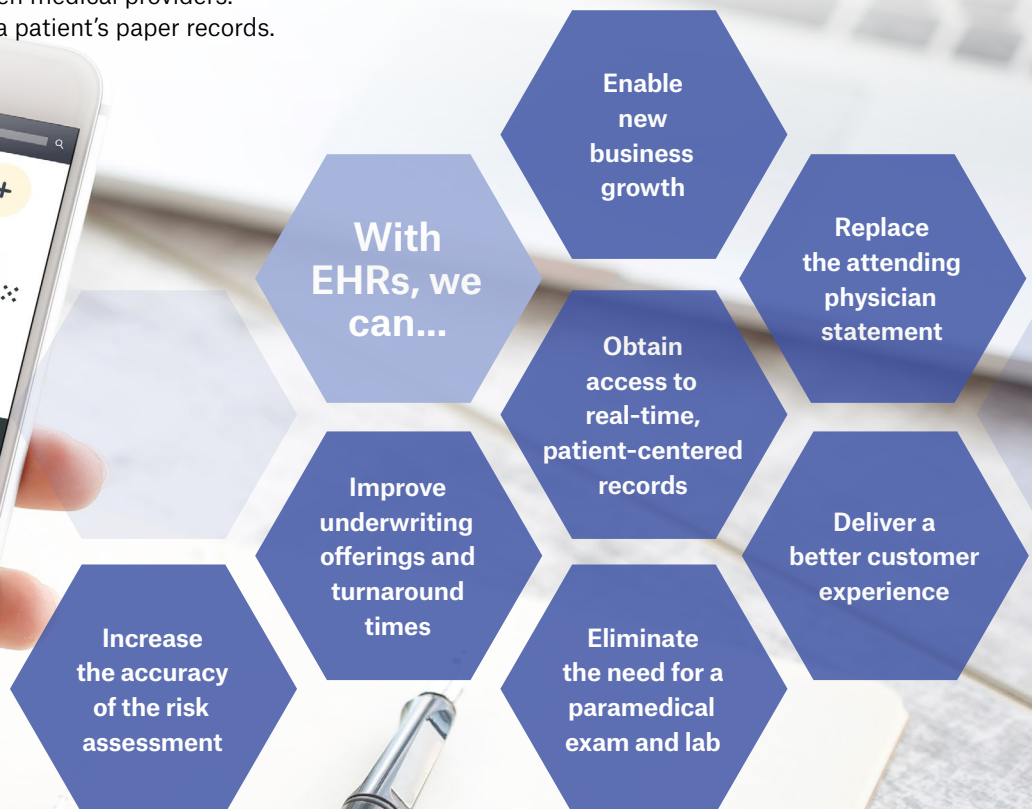 medical providers.
a patient's paper records.
With
EHRs, we
can...
Enable
new
business
growth
Replace
the attending
physician
statement
Obtain
access to
real-time,
patient-centered
records
Improve
underwriting
offerings and
turnaround
times
Deliver a
better customer
experience
Increase
the accuracy
of the risk
assessment
Eliminate
the need for a
paramedical
exam and lab